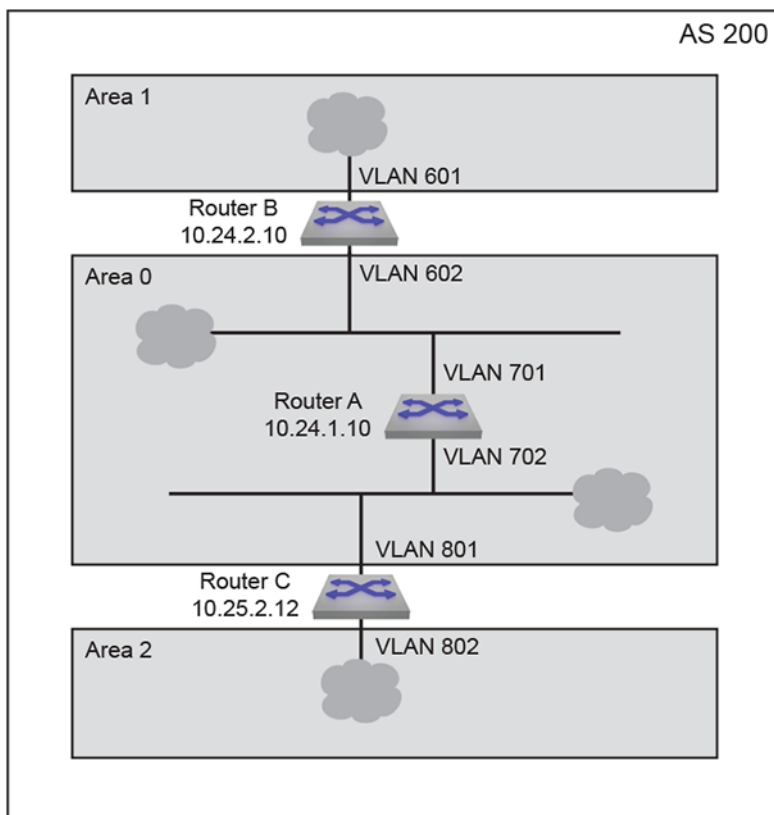 AS 200
Area 1
VLAN 601
Router B
10.24.2.10
Area 0
VLAN 602
VLAN 701
Router A
10.24.1.10
VLAN 702
VLAN 801
Router C
10.25.2.12
Area 2
VLAN 802